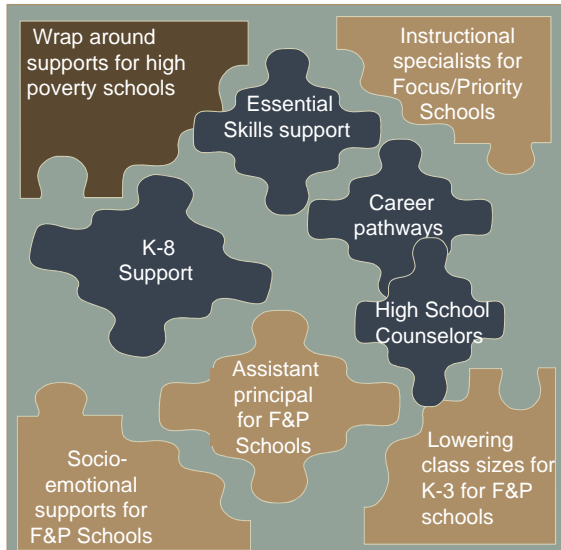 Wrap around
supports for high
poverty schools
Instructional
specialists for
Focus/Priority
Schools
Essential
Skills support
Career
pathways
K-8
Support
High School
Counselors
Assistant
principal
for F&P
Schools
Socio-
emotional
supports for
F&P Schools
Lowering
class sizes for
K-3 for F&P
schools